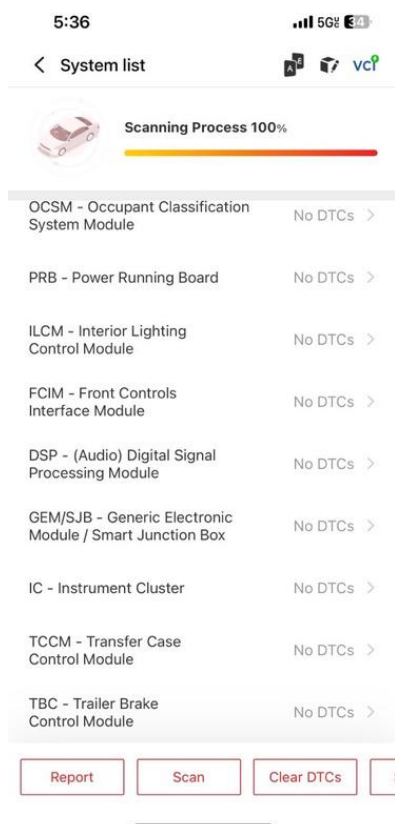 5:36
5G 34
System list
A E
vci
Scanning Process 100%
OCSM - Occupant Classification
System Module
No DTCs
PRB - Power Running Board
No DTCs
ILCM - Interior Lighting
Control Module
No DTCs
FCIM - Front Controls
Interface Module
No DTCs
DSP - (Audio) Digital Signal
Processing Module
No DTCs
GEM/SJB - Generic Electronic
Module / Smart Junction Box
No DTCs
IC - Instrument Cluster
No DTCs
TCCM - Transfer Case
Control Module
No DTCs
TBC - Trailer Brake
Control Module
No DTCs
Report
Scan
Clear DTCs